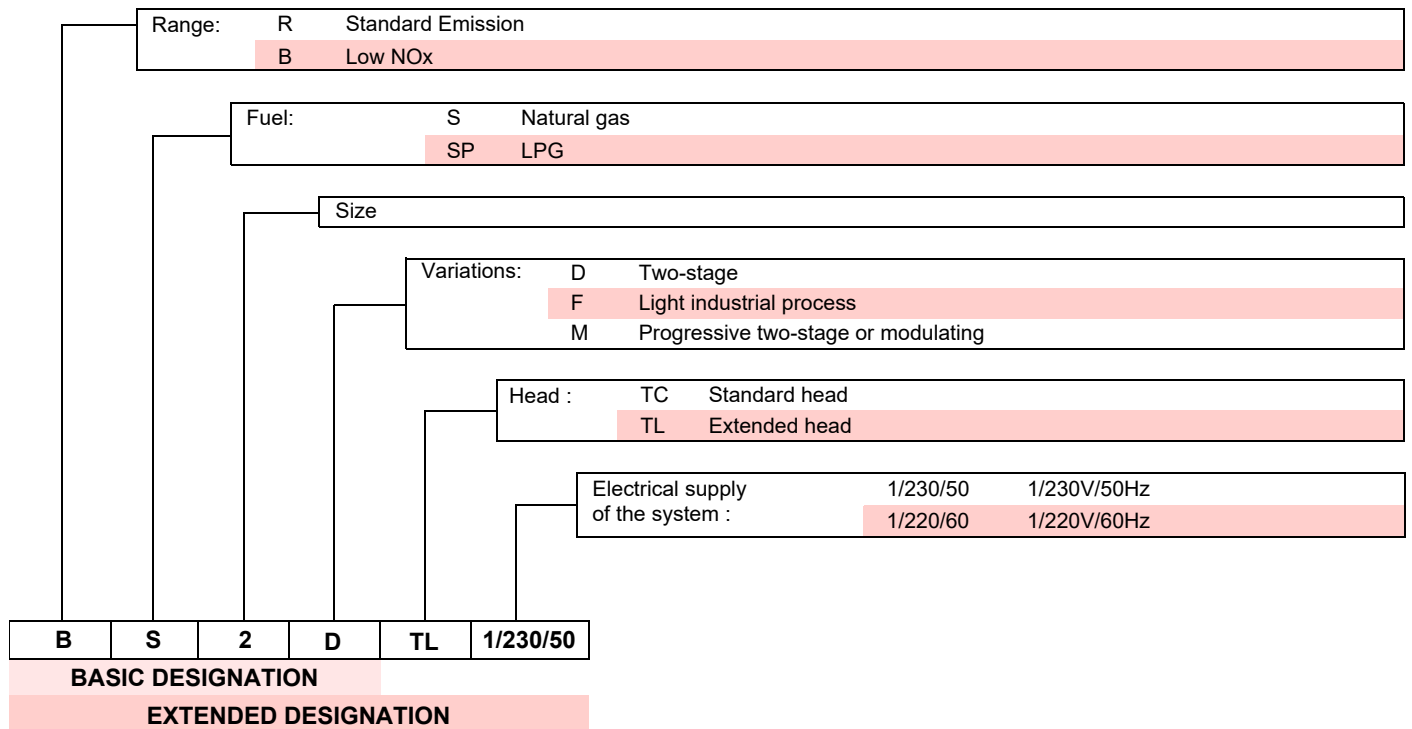 Range: R Standard Emission
B Low NOx
Fuel: S Natural gas
SP LPG
Size
Variations: D Two-stage
F Light industrial process
M Progressive two-stage or modulating
Head : TC Standard head
TL Extended head
Electrical supply 1/230/50 1/230V/50Hz
of the system : 1/220/60 1/220V/60Hz
B S 2 D TL 1/230/50
BASIC DESIGNATION
EXTENDED DESIGNATION